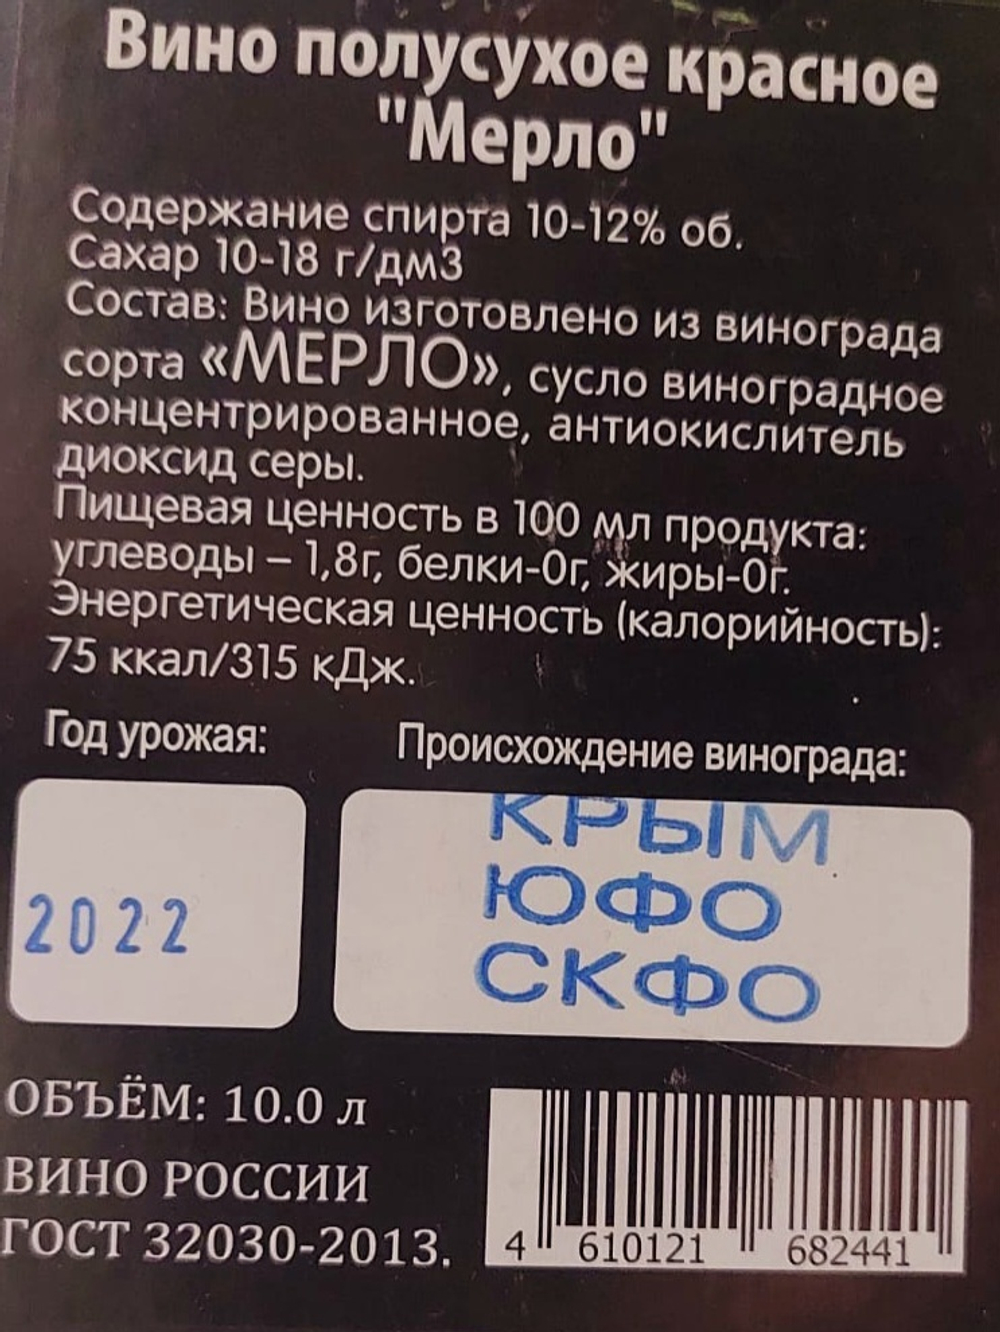 Вино полусухое красное
"Мерло"
Содержание спирта 10-12% об.
Сахар 10-18 г/дм3
Состав: Вино изготовлено из винограда
сорта «МЕРЛО», сусло виноградное
концентрированное, антиокислитель
диоксид серы.
Пищевая ценность в 100 мл продукта:
углеводы – 1,8г, белки-0г, жиры-0г.
Энергетическая ценность (калорийность):
75 ккал/315 кДж.
Год урожая: Происхождение винограда:
КРЫМ
ЮФО
2022
СКФО
ОБЪЁМ: 10.0 л
ВИНО РОССИИ
ГОСТ 32030-2013.
4 610121 682441